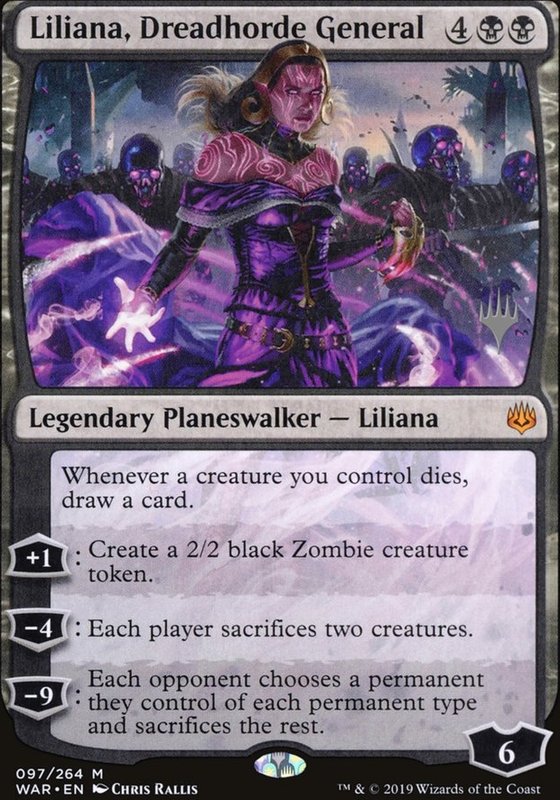 Liliana, Dreadhorde General 4
Legendary Planeswalker — Liliana
Whenever a creature you control dies,
draw a card.
+1: Create a 2/2 black Zombie creature
token.
−4: Each player sacrifices two creatures.
−9: Each opponent chooses a permanent
they control of each permanent type
and sacrifices the rest.
6
097/264 M
WAR • EN Chris Rallis
™ & © 2019 Wizards of the Coast